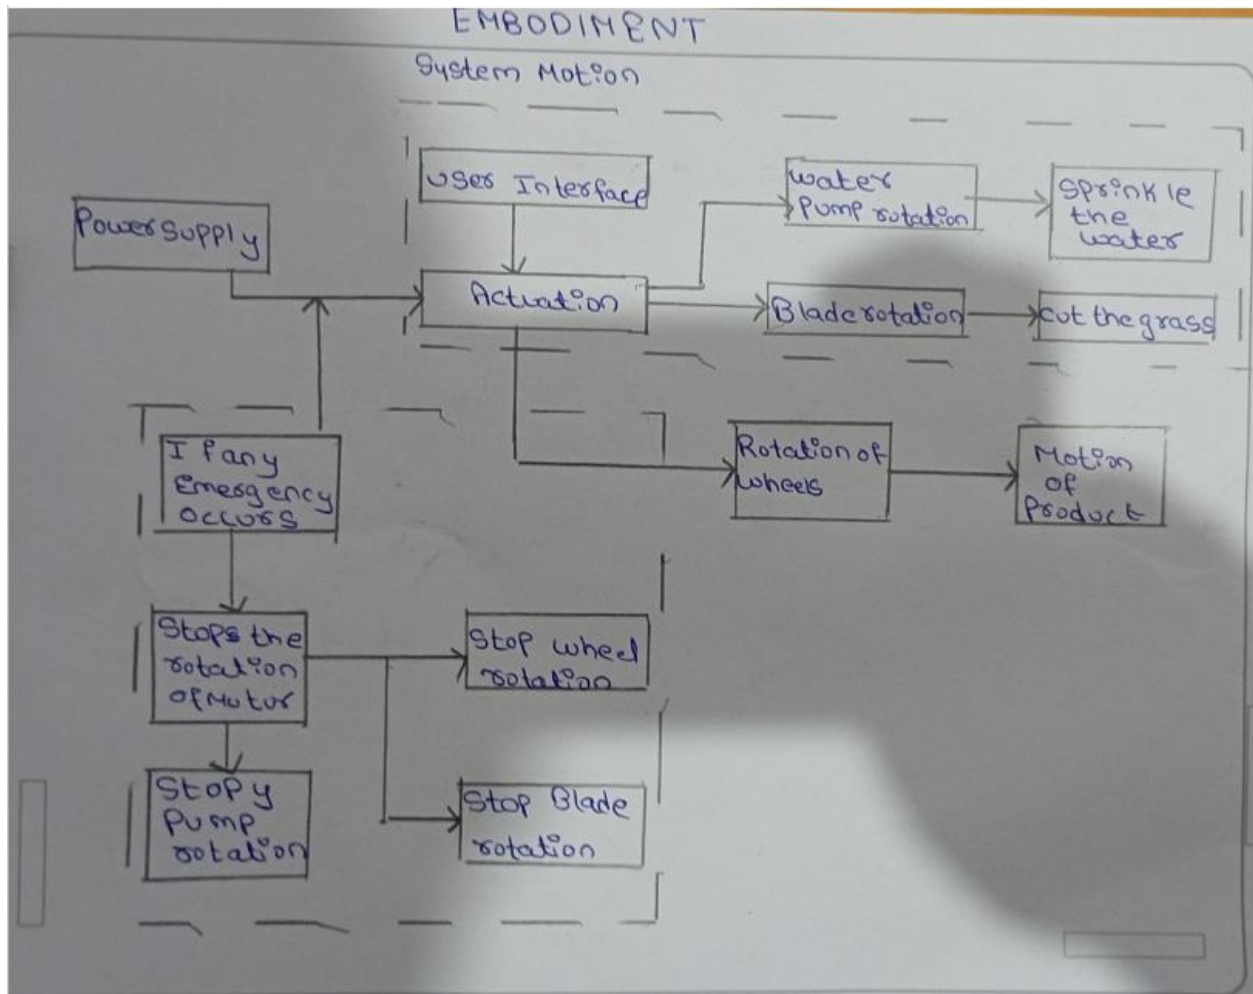 EMBODIMENT
System Motion
User Interface
water
Pump rotation
Sprinkle
the
water
Power supply
Actuation
Blade rotation
cut the grass
If any
Emergency
occurs
Rotation of
wheels
Motion
of
Product
Stops the
rotation
of Motor
Stop wheel
rotation
Stop y
Pump
rotation
Stop Blade
rotation